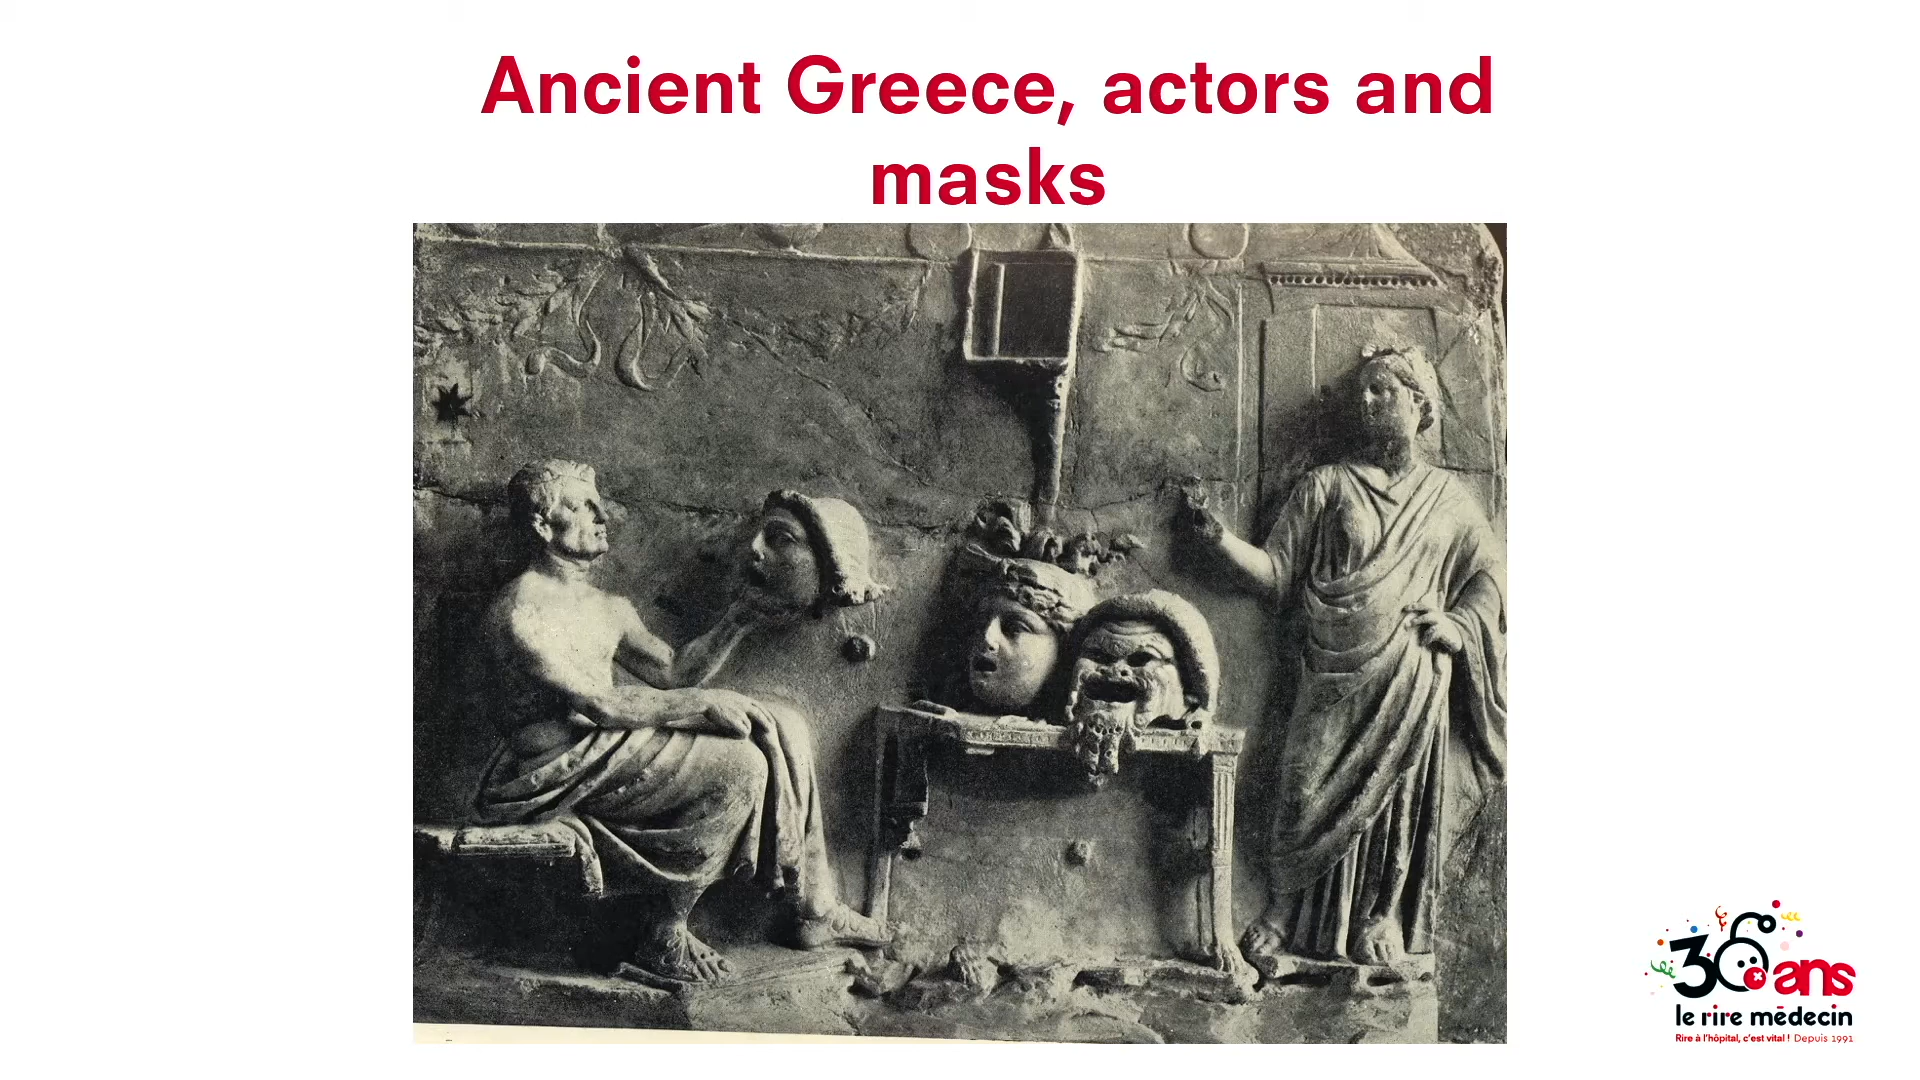 Ancient Greece, actors and
masks
30 ans
le rire médecin
Rire à l'hôpital, c'est vital ! Depuis 1991